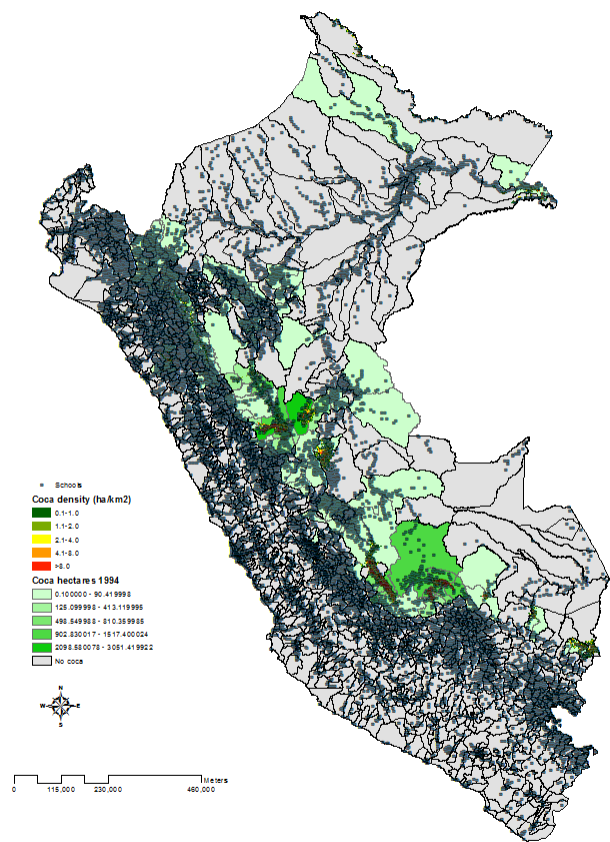 Schools
Coca density (ha/km2)
0.1-1.0
1.1-2.0
2.1-4.0
4.1-8.0
>8.0
Coca hectares 1994
0.100000 - 90.419998
125.099998 - 413.119995
498.549988 - 810.359985
902.830017 - 1517.400024
2098.580078 - 3051.419922
No coca
N
W E
S
Meters
0 115,000 230,000 460,000